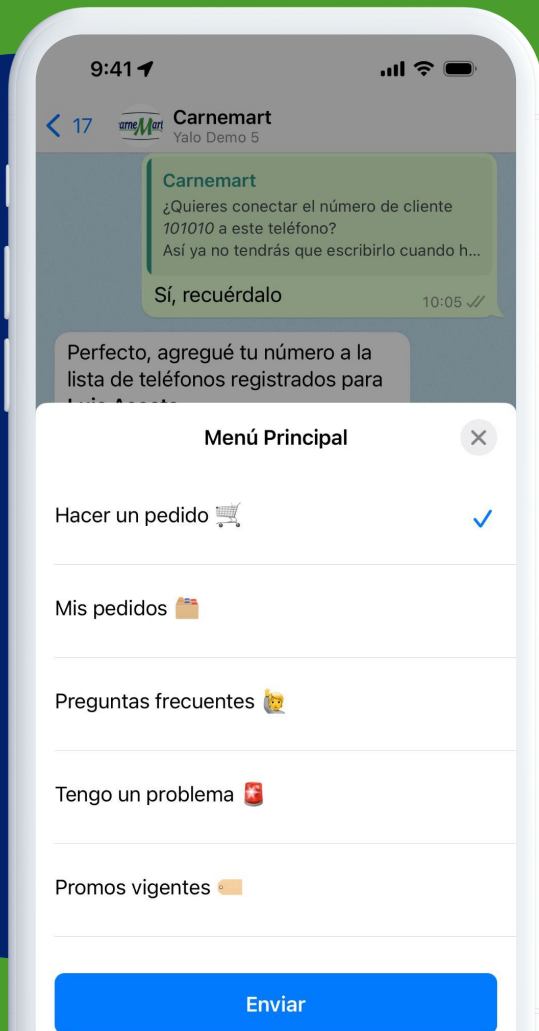 9:41
17
arneMart
Carnemart
Yalo Demo 5
Carnemart
¿Quieres conectar el número de cliente
101010 a este teléfono?
Así ya no tendrás que escribirlo cuando h...
Sí, recuérdalo
10:05
Perfecto, agregué tu número a la
lista de teléfonos registrados para
Menú Principal
Hacer un pedido 🛒
Mis pedidos 🗂️
Preguntas frecuentes 🙋
Tengo un problema 🚨
Promos vigentes 🏷️
Enviar